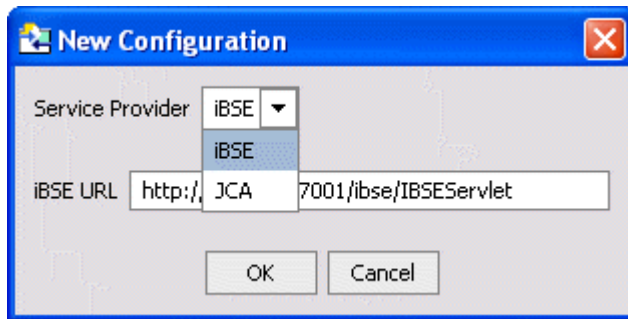 New Configuration
Service Provider iBSE
iBSE
iBSE URL http:/ 7001/ibse/IBSEServlet
JCA
OK Cancel